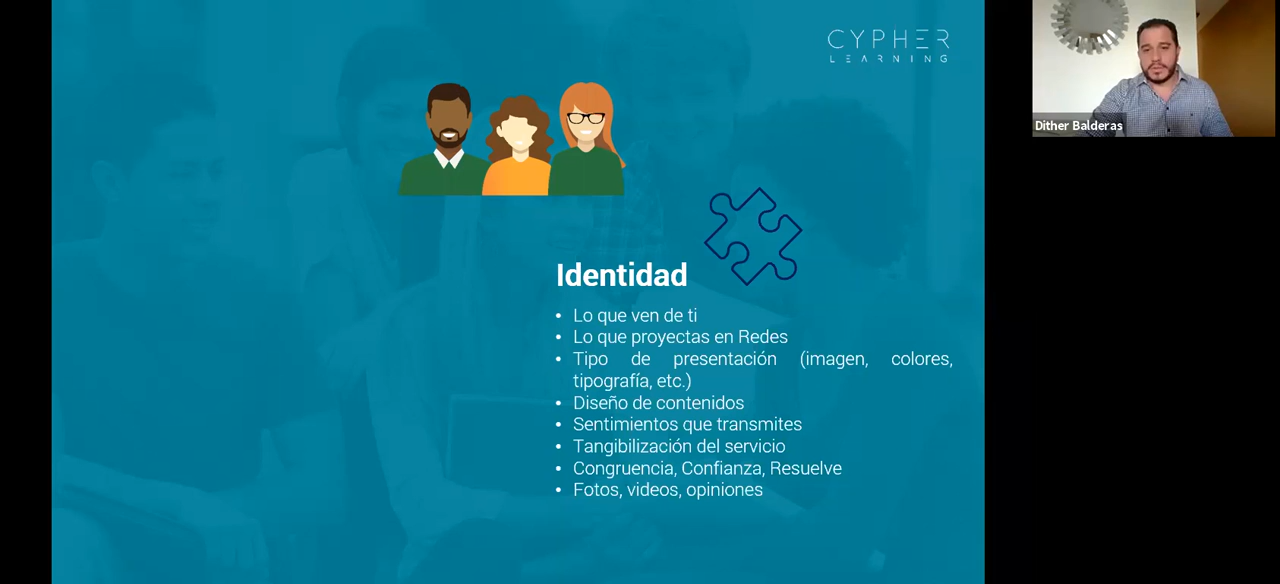 CYPHER
LEARNING
Dither Balderas
Identidad
• Lo que ven de ti
• Lo que proyectas en Redes
• Tipo de presentación (imagen, colores,
tipografía, etc.)
• Diseño de contenidos
• Sentimientos que transmites
• Tangibilización del servicio
• Congruencia, Confianza, Resuelve
• Fotos, videos, opiniones